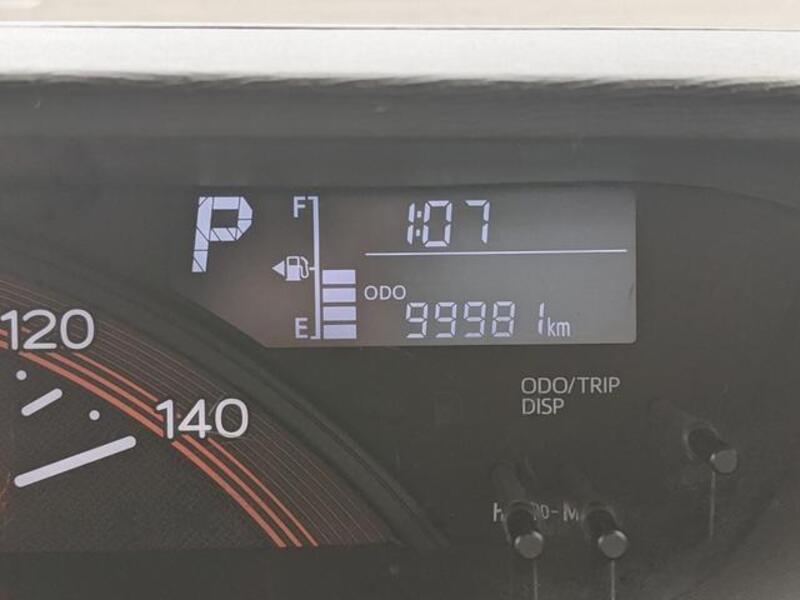 P
F
1:07
ODO
E
99981km
120
140
ODO/TRIP
DISP